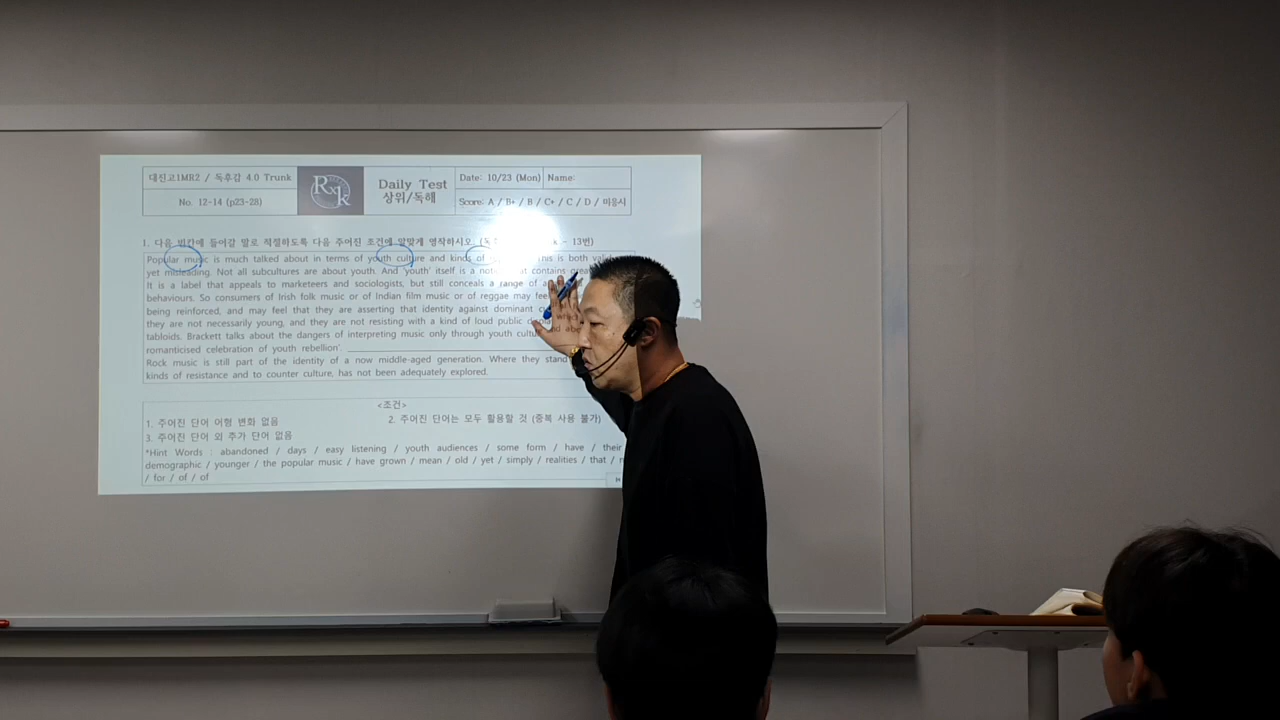 대진고1MR2 / 독후감 4.0 Trunk
No. 12-14 (p23-28)
RxK
Daily Test
상위/독해
Date: 10/23 (Mon) Name:
Score: A / B+ / B / C+ / C / D / 미응시
1. 다음 빈칸에 들어갈 말로 적절하도록 다음 주어진 조건에 알맞게 영작하시오. - 13번)
Popular music is much talked about in terms of youth culture and kinds of This is both valid
yet misleading. Not all subcultures are about youth. And 'youth' itself is a contains
It is a label that appeals to marketeers and sociologists, but still conceals a range of
behaviours. So consumers of Irish folk music or of Indian film music or of reggae may feel
being reinforced, and may feel that they are asserting that identity against dominant
they are not necessarily young, and they are not resisting with a kind of loud public
tabloids. Brackett talks about the dangers of interpreting music only through youth
romanticised celebration of youth rebellion'.
Rock music is still part of the identity of a now middle-aged generation. Where they stand
kinds of resistance and to counter culture, has not been adequately explored.
<조건>
1. 주어진 단어 어형 변화 없음 2. 주어진 단어는 모두 활용할 것 (중복 사용 불가)
3. 주어진 단어 외 추가 단어 없음
*Hint Words : abandoned / days / easy listening / youth audiences / some form / have / their
demographic / younger / the popular music / have grown / mean / old / yet / simply / realities / that /
/ for / of / of